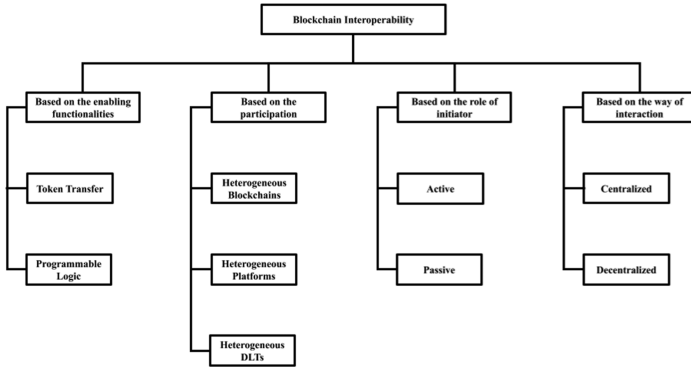 Blockchain Interoperability
Based on the enabling
functionalities
Token Transfer
Programmable
Logic
Based on the
participation
Heterogeneous
Blockchains
Heterogeneous
Platforms
Heterogeneous
DLTs
Based on the role of
initiator
Active
Passive
Based on the way of
interaction
Centralized
Decentralized